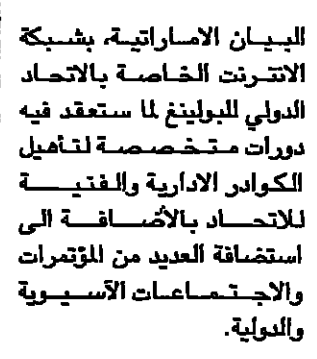 البيان الاماراتية، بشبكة
الانترنت الخاصة بالاتحاد
الدولي للبولينغ لما ستعقد فيه
دورات متخصصة لتأهيل
الكوادر الادارية والفنية
للاتحاد بالأضافة الى
استضافة العديد من المؤتمرات
والاجتماعات الآسيوية
والدولية.